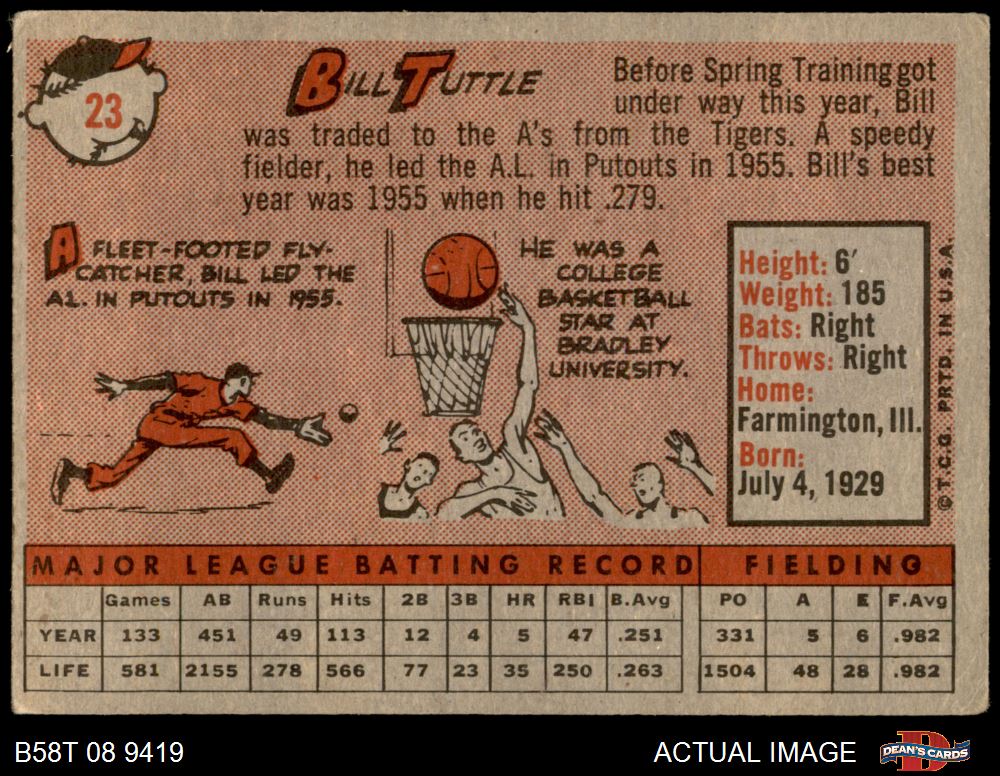 23
BILL TUTTLE
Before Spring Training got
under way this year, Bill
was traded to the A's from the Tigers. A speedy
fielder, he led the A.L. in Putouts in 1955. Bill's best
year was 1955 when he hit .279.
A FLEET-FOOTED FLY-
CATCHER, BILL LED THE
A.L. IN PUTOUTS IN 1955.
HE WAS A
COLLEGE
BASKETBALL
STAR AT
BRADLEY
UNIVERSITY.
Height: 6′
Weight: 185
Bats: Right
Throws: Right
Home:
Farmington, Ill.
Born:
July 4, 1929
© T.C.G. PRTD. IN U.S.A.
MAJOR LEAGUE BATTING RECORD FIELDING
Games AB Runs Hits 2B 3B HR RBI B.Avg PO A E F.Avg
YEAR 133 451 49 113 12 4 5 47 .251 331 5 6 .982
LIFE 581 2155 278 566 77 23 35 250 .263 1504 48 28 .982
B58T 08 9419 ACTUAL IMAGE DEAN'S CARDS